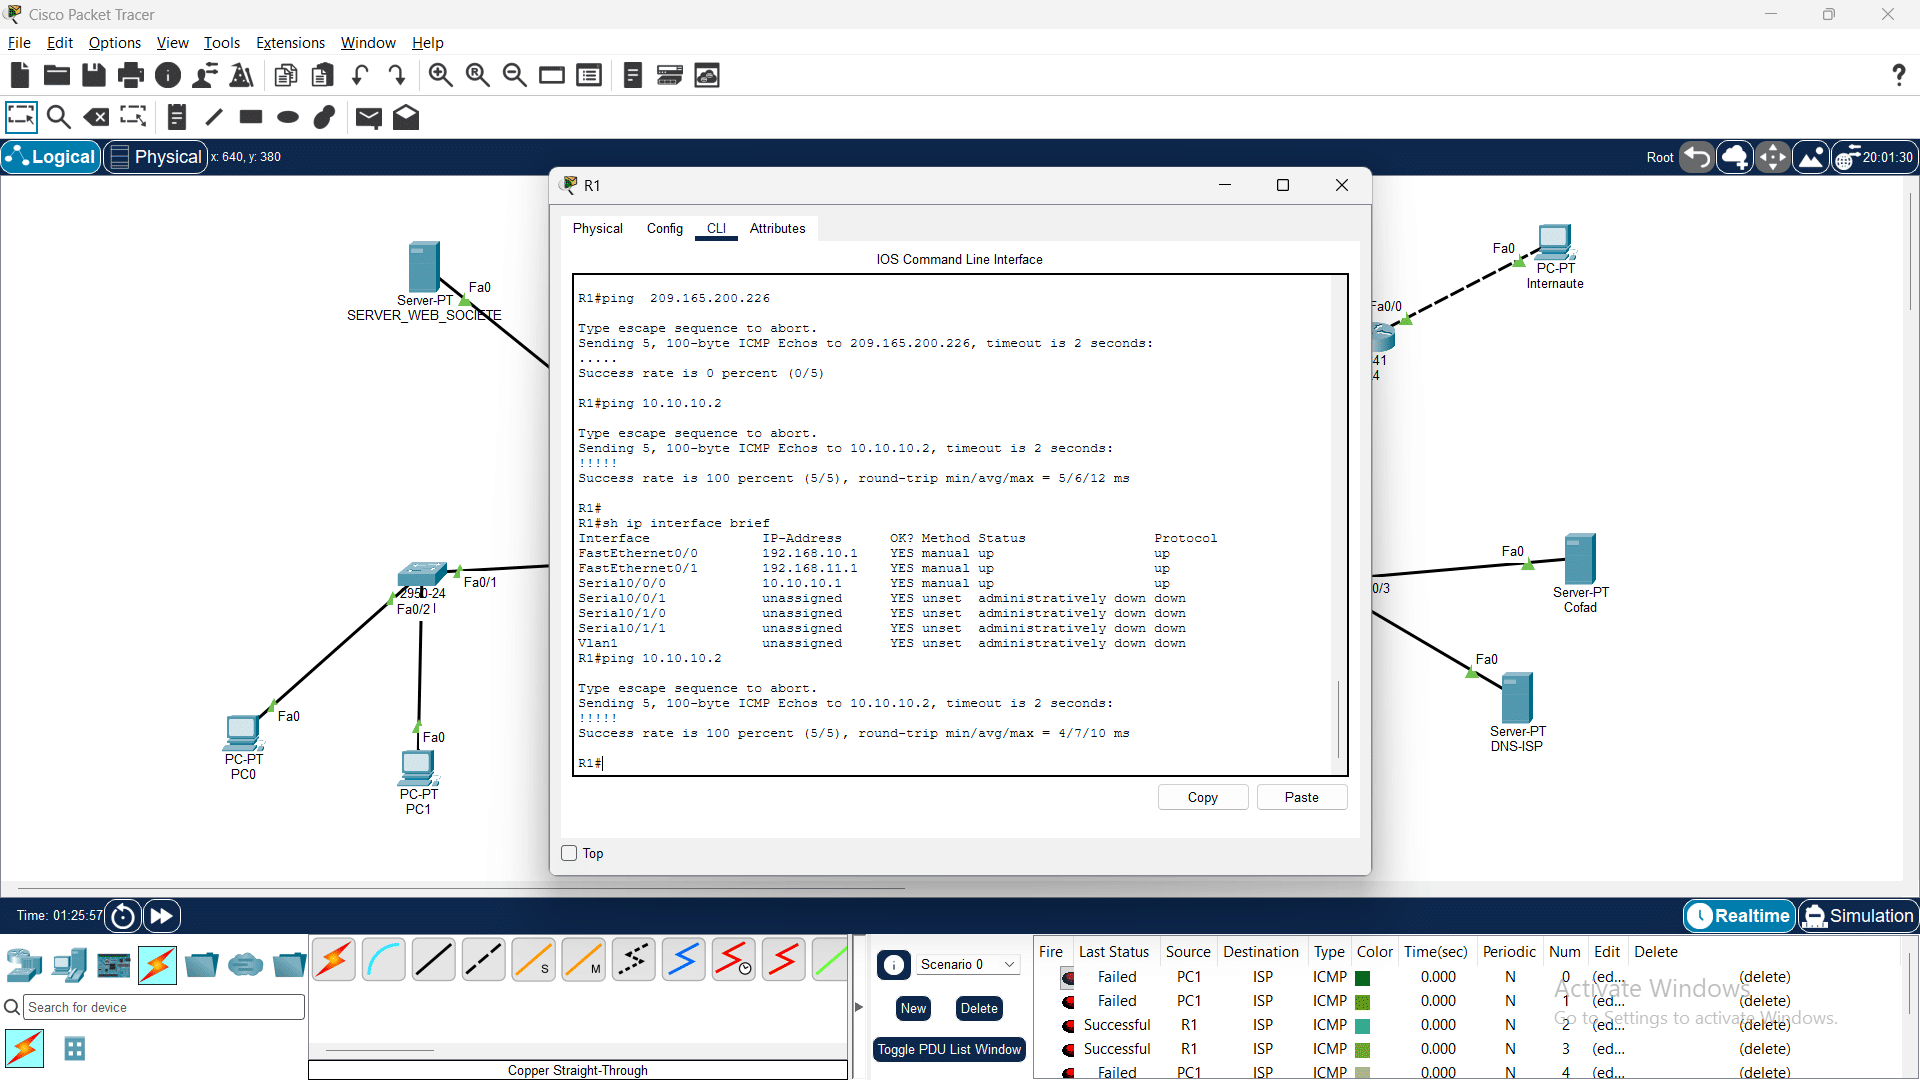 Cisco Packet Tracer
File Edit Options View Tools Extensions Window Help
Logical Physical x: 640, y: 380 Root 20:01:30
R1
Physical Config CLI Attributes
IOS Command Line Interface
R1#ping 209.165.200.226
Type escape sequence to abort.
Sending 5, 100-byte ICMP Echos to 209.165.200.226, timeout is 2 seconds:
.....
Success rate is 0 percent (0/5)
R1#ping 10.10.10.2
Type escape sequence to abort.
Sending 5, 100-byte ICMP Echos to 10.10.10.2, timeout is 2 seconds:
!!!!!
Success rate is 100 percent (5/5), round-trip min/avg/max = 5/6/12 ms
R1#
R1#sh ip interface brief
Interface IP-Address OK? Method Status Protocol
FastEthernet0/0 192.168.10.1 YES manual up up
FastEthernet0/1 192.168.11.1 YES manual up up
Serial0/0/0 10.10.10.1 YES manual up up
Serial0/0/1 unassigned YES unset administratively down down
Serial0/1/0 unassigned YES unset administratively down down
Serial0/1/1 unassigned YES unset administratively down down
Vlan1 unassigned YES unset administratively down down
R1#ping 10.10.10.2
Type escape sequence to abort.
Sending 5, 100-byte ICMP Echos to 10.10.10.2, timeout is 2 seconds:
!!!!!
Success rate is 100 percent (5/5), round-trip min/avg/max = 4/7/10 ms
R1#
Copy Paste
Top
Fa0
Server-PT
SERVER_WEB_SOCIETE
Fa0/1
2950-24
Fa0/2
Fa0
PC-PT
PC0
Fa0
PC-PT
PC1
Fa0
PC-PT
Internaute
Fa0/0
41
4
Fa0
0/3
Server-PT
Cofad
Fa0
Server-PT
DNS-ISP
Time: 01:25:57 Realtime Simulation
Search for device
S M
Copper Straight-Through
Scenario 0
New Delete
Toggle PDU List Window
Fire Last Status Source Destination Type Color Time(sec) Periodic Num Edit Delete
Failed PC1 ISP ICMP 0.000 N 0 (ed... (delete)
Failed PC1 ISP ICMP 0.000 N 1 (ed... (delete)
Successful R1 ISP ICMP 0.000 N 2 (ed... (delete)
Successful R1 ISP ICMP 0.000 N 3 (ed... (delete)
Failed PC1 ISP ICMP 0.000 N 4 (ed... (delete)
Activate Windows
Go to Settings to activate Windows.